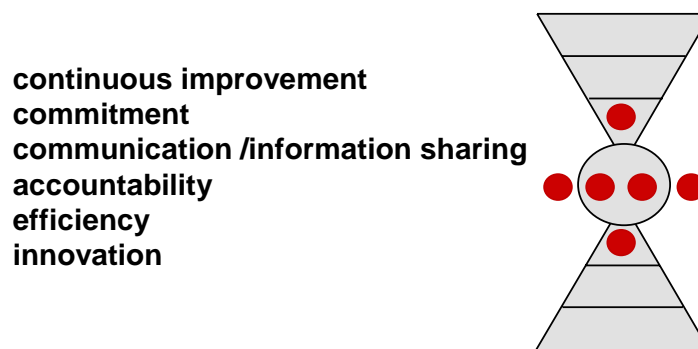 continuous improvement
commitment
communication /information sharing
accountability
efficiency
innovation